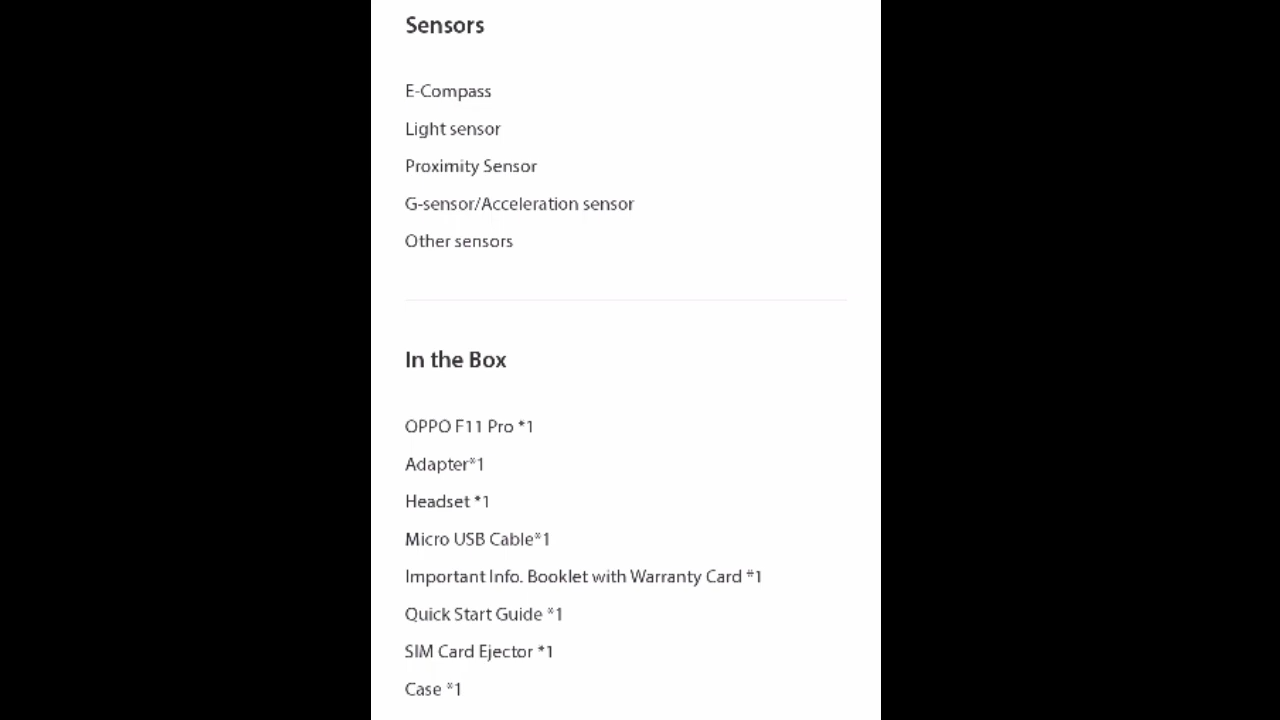 Sensors
E-Compass
Light sensor
Proximity Sensor
G-sensor/Acceleration sensor
Other sensors
In the Box
OPPO F11 Pro *1
Adapter*1
Headset *1
Micro USB Cable*1
Important Info. Booklet with Warranty Card *1
Quick Start Guide *1
SIM Card Ejector *1
Case *1